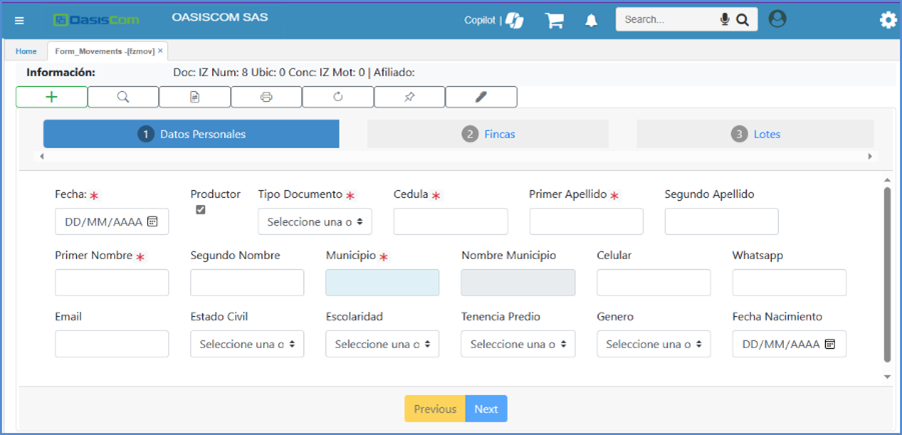 OasisCom OASISCOM SAS Copilot | Search...
Home Form_Movements -[fzmov] ×
Información: Doc: IZ Num: 8 Ubic: 0 Conc: IZ Mot: 0 | Afiliado:
1 Datos Personales 2 Fincas 3 Lotes
Fecha: * Productor Tipo Documento * Cedula * Primer Apellido * Segundo Apellido
DD/MM/AAAA Seleccione una o
Primer Nombre * Segundo Nombre Municipio * Nombre Municipio Celular Whatsapp
Email Estado Civil Escolaridad Tenencia Predio Genero Fecha Nacimiento
Seleccione una o Seleccione una o Seleccione una o Seleccione una o DD/MM/AAAA
Previous Next